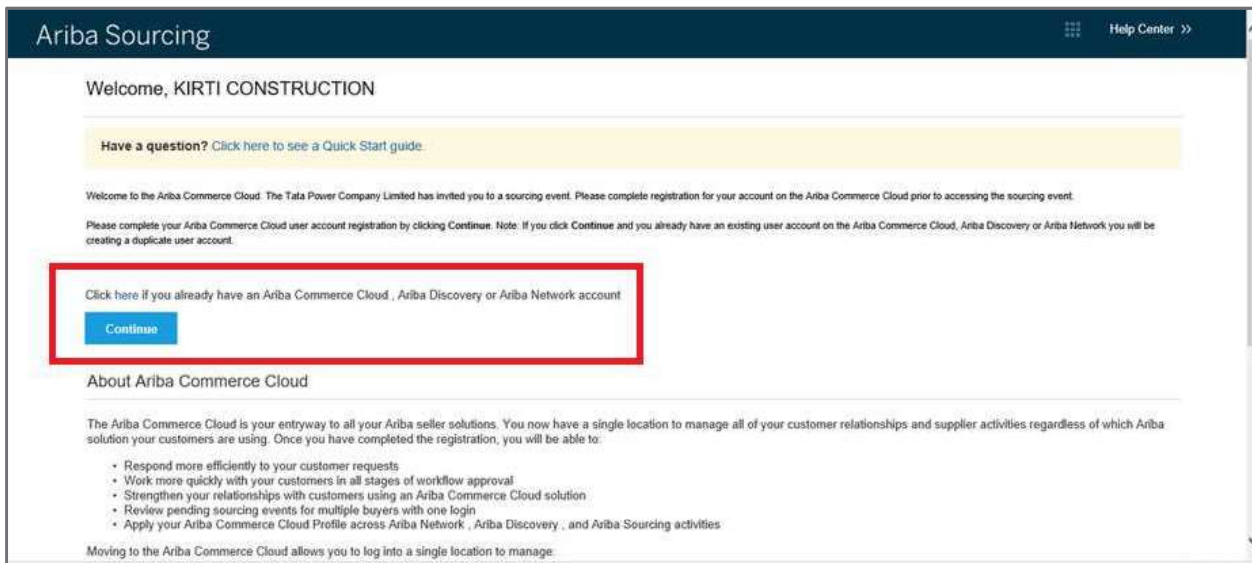 Ariba Sourcing
Help Center >>
Welcome, KIRTI CONSTRUCTION
Have a question? Click here to see a Quick Start guide.
Welcome to the Ariba Commerce Cloud. The Tata Power Company Limited has invited you to a sourcing event. Please complete registration for your account on the Ariba Commerce Cloud prior to accessing the sourcing event.
Please complete your Ariba Commerce Cloud user account registration by clicking Continue. Note: If you click Continue and you already have an existing user account on the Ariba Commerce Cloud, Ariba Discovery or Ariba Network you will be
creating a duplicate user account.
Click here if you already have an Ariba Commerce Cloud , Ariba Discovery or Ariba Network account
Continue
About Ariba Commerce Cloud
The Ariba Commerce Cloud is your entryway to all your Ariba seller solutions. You now have a single location to manage all of your customer relationships and supplier activities regardless of which Ariba
solution your customers are using. Once you have completed the registration, you will be able to:
• Respond more efficiently to your customer requests
• Work more quickly with your customers in all stages of workflow approval
• Strengthen your relationships with customers using an Ariba Commerce Cloud solution
• Review pending sourcing events for multiple buyers with one login
• Apply your Ariba Commerce Cloud Profile across Ariba Network , Ariba Discovery , and Ariba Sourcing activities
Moving to the Ariba Commerce Cloud allows you to log into a single location to manage: